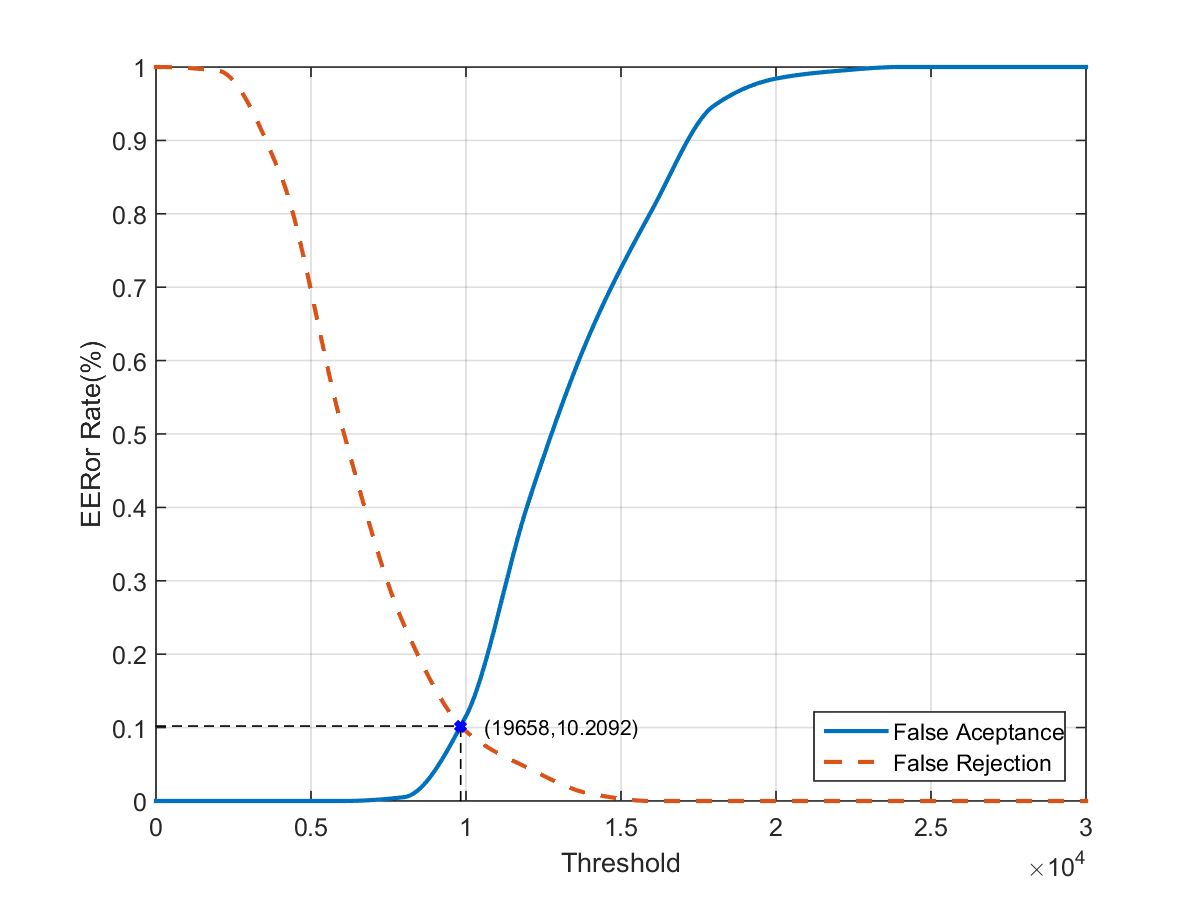 1
0.9
0.8
0.7
0.6
0.5
0.4
0.3
0.2
0.1
0
EERor Rate(%)
(19658,10.2092)
False Aceptance
False Rejection
0 0.5 1 1.5 2 2.5 3
Threshold
×10⁴